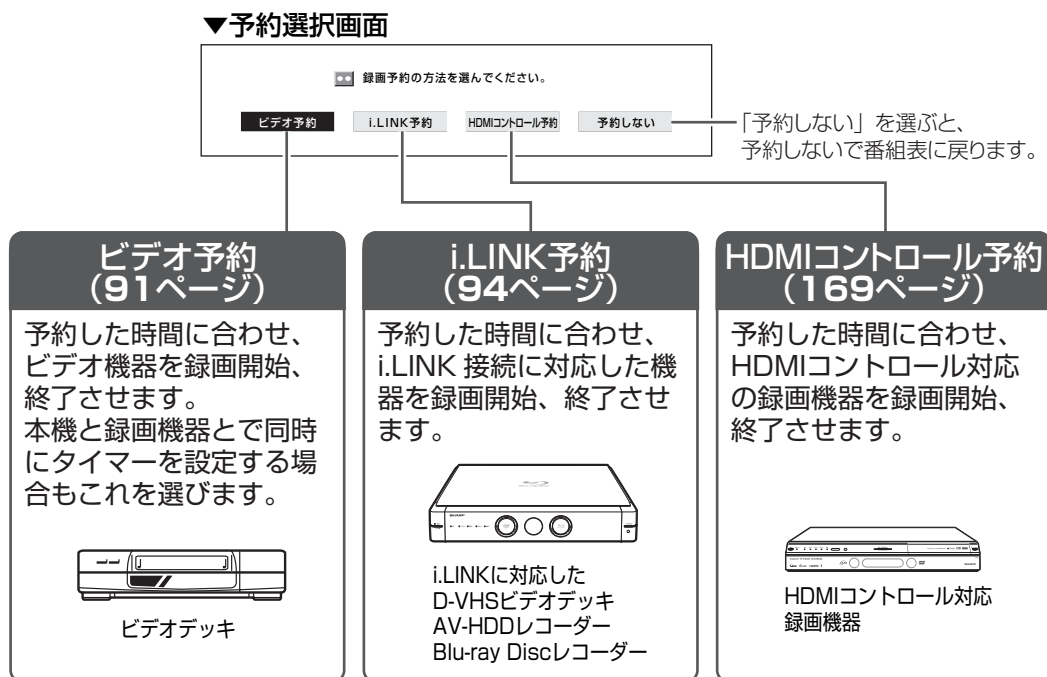 ▼予約選択画面
録画予約の方法を選んでください。
ビデオ予約
i.LINK予約
HDMIコントロール予約
予約しない
「予約しない」を選ぶと、
予約しないで番組表に戻ります。
ビデオ予約
（91ページ）
予約した時間に合わせ、
ビデオ機器を録画開始、
終了させます。
本機と録画機器とで同時
にタイマーを設定する場
合もこれを選びます。
ビデオデッキ
i.LINK予約
（94ページ）
予約した時間に合わせ、
i.LINK 接続に対応した機
器を録画開始、終了させ
ます。
i.LINKに対応した
D-VHSビデオデッキ
AV-HDDレコーダー
Blu-ray Discレコーダー
HDMIコントロール予約
（169ページ）
予約した時間に合わせ、
HDMIコントロール対応
の録画機器を録画開始、
終了させます。
HDMIコントロール対応
録画機器